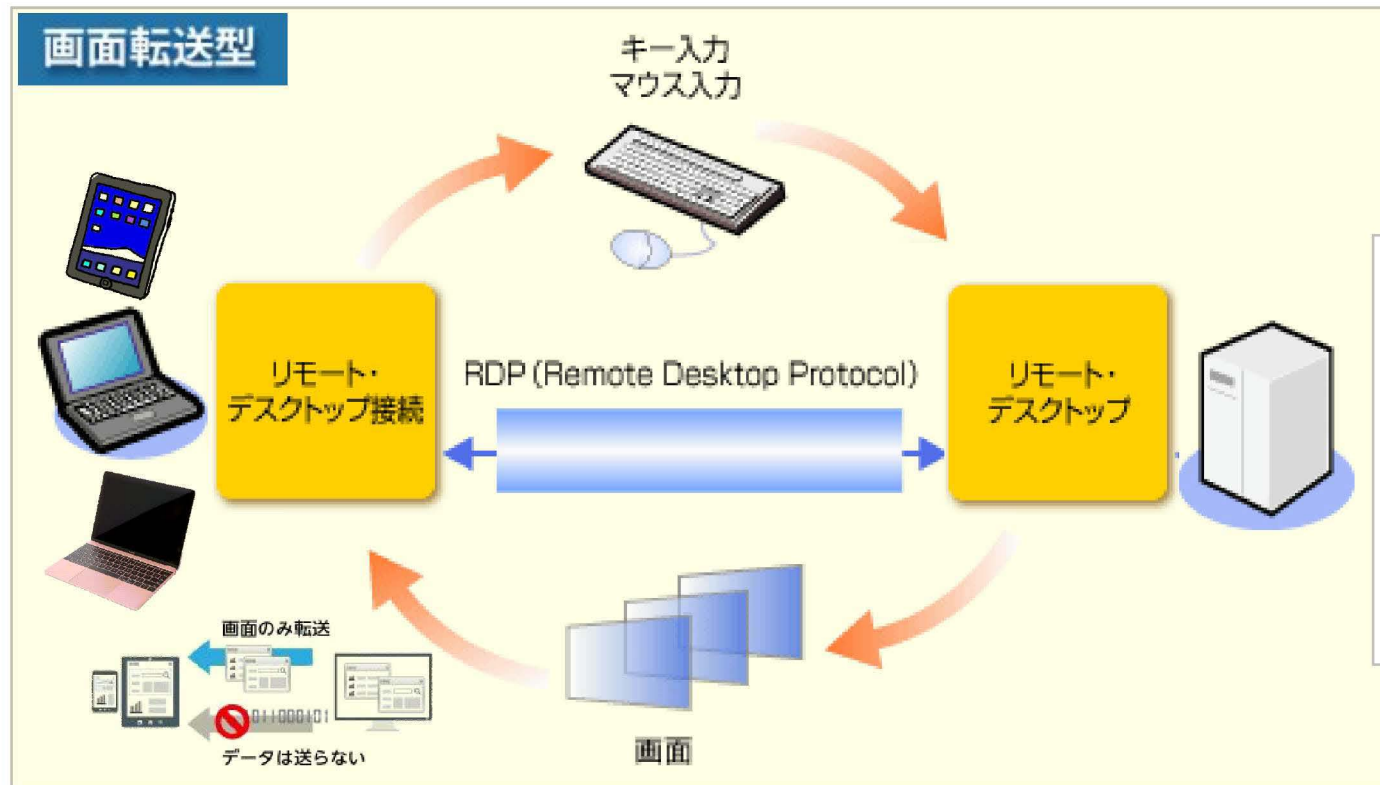 画面転送型
キー入力
マウス入力
リモート・
デスクトップ接続
RDP(Remote Desktop Protocol)
リモート・
デスクトップ
画面のみ転送
1011000101
データは送らない
画面